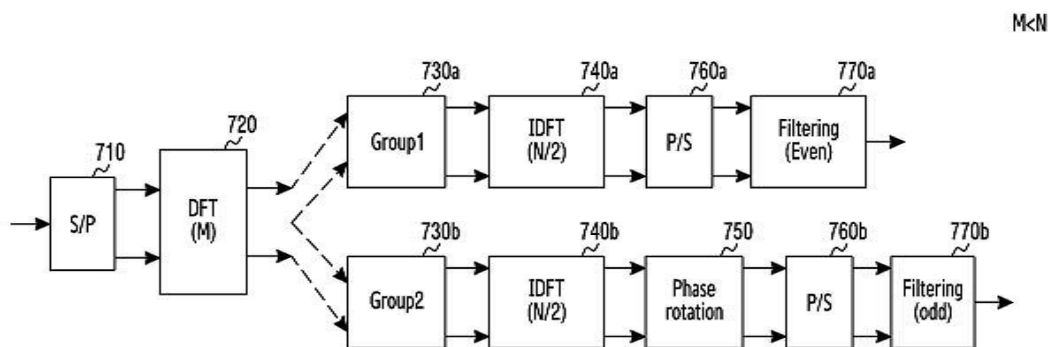 M<N
710
S/P
720
DFT
(M)
730a
Group1
740a
IDFT
(N/2)
760a
P/S
770a
Filtering
(Even)
730b
Group2
740b
IDFT
(N/2)
750
Phase
rotation
760b
P/S
770b
Filtering
(odd)